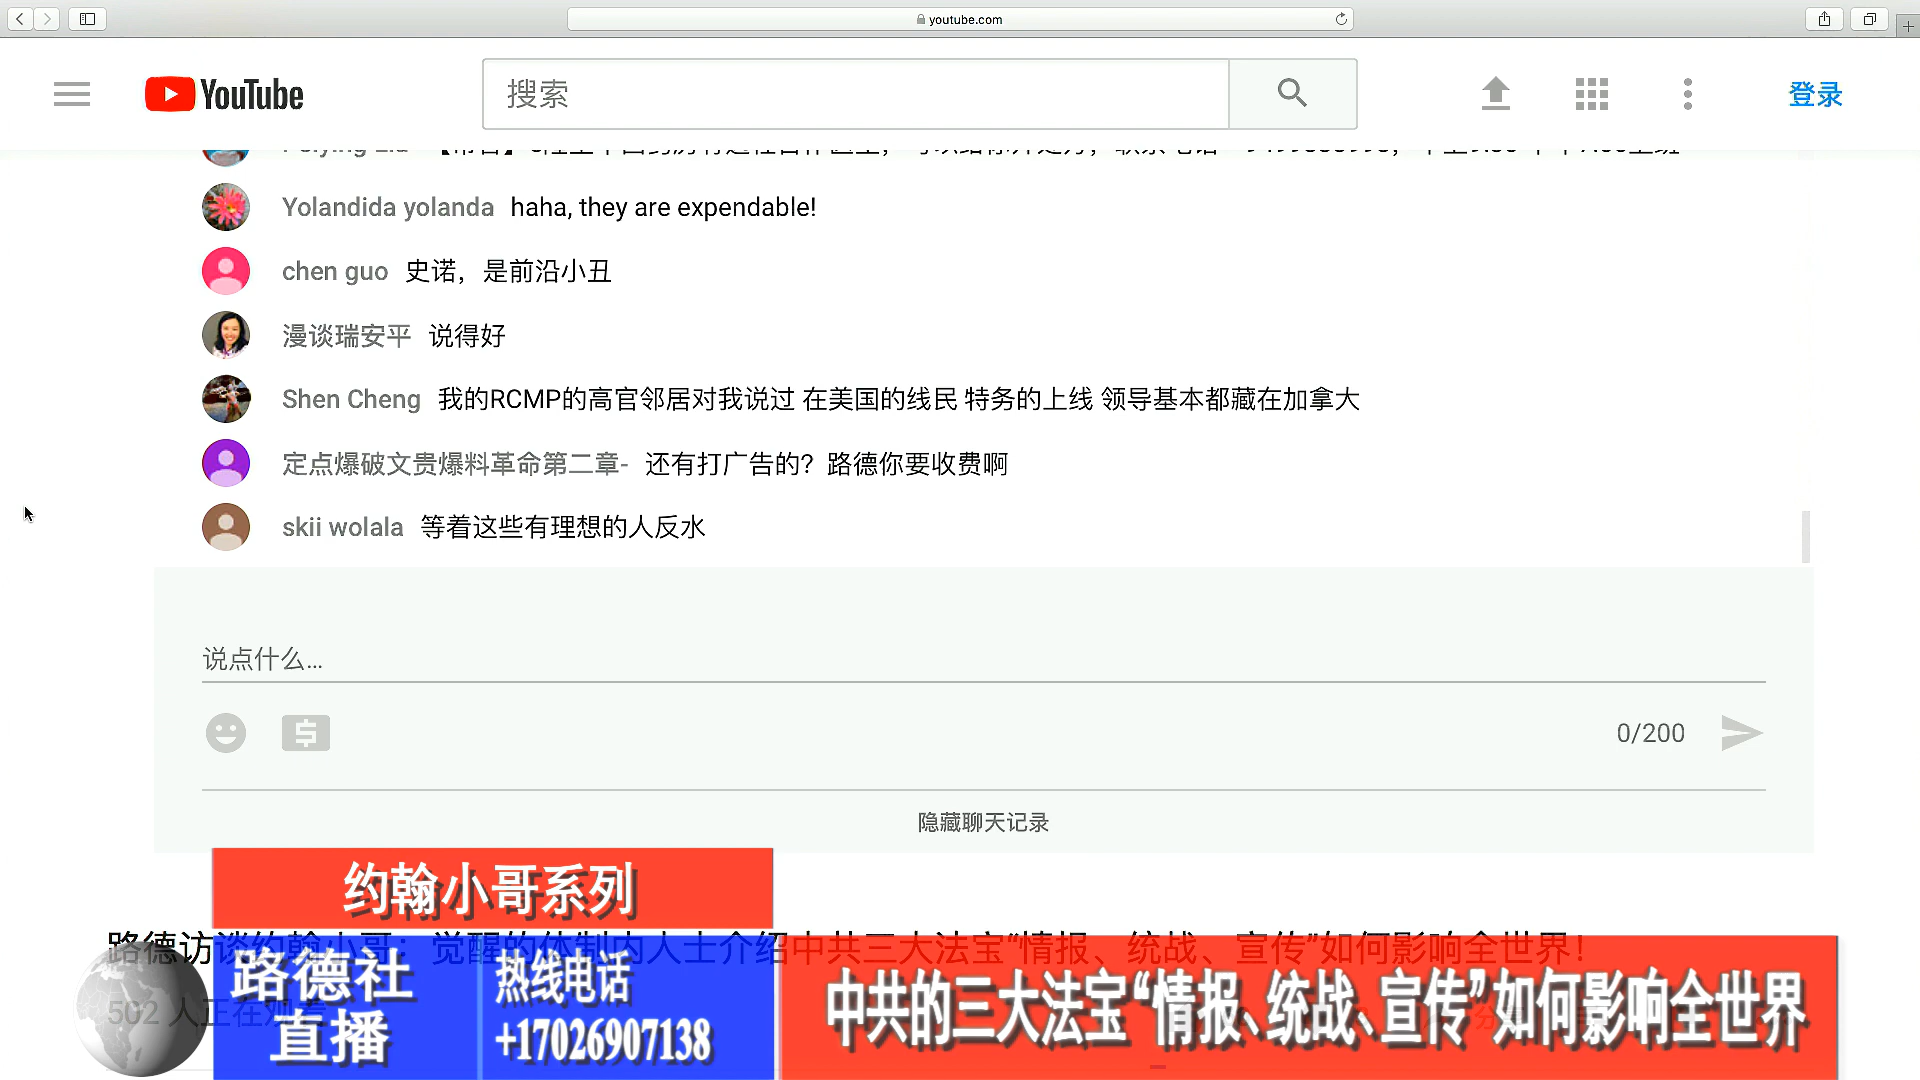 youtube.com
YouTube
搜索
登录
Yolandida yolanda haha, they are expendable!
chen guo 史诺，是前沿小丑
漫谈瑞安平 说得好
Shen Cheng 我的RCMP的高官邻居对我说过 在美国的线民 特务的上线 领导基本都藏在加拿大
定点爆破文贵爆料革命第二章- 还有打广告的？路德你要收费啊
skii wolala 等着这些有理想的人反水
说点什么...
0/200
隐藏聊天记录
约翰小哥系列
路德访谈约翰小哥：觉醒的体制内人士介绍中共三大法宝“情报、统战、宣传”如何影响全世界！
502 人正在观看
路德社
直播
热线电话
+17026907138
中共的三大法宝“情报、统战、宣传”如何影响全世界